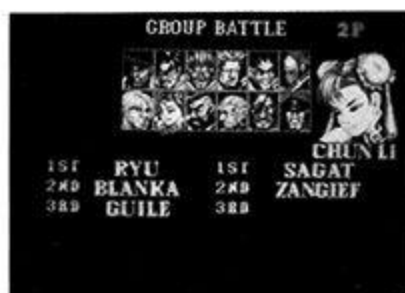 GROUP BATTLE 2P
CHUN LI
1ST RYU 1ST SAGAT
2ND BLANKA 2ND ZANGIEF
3RD GUILE 3RD